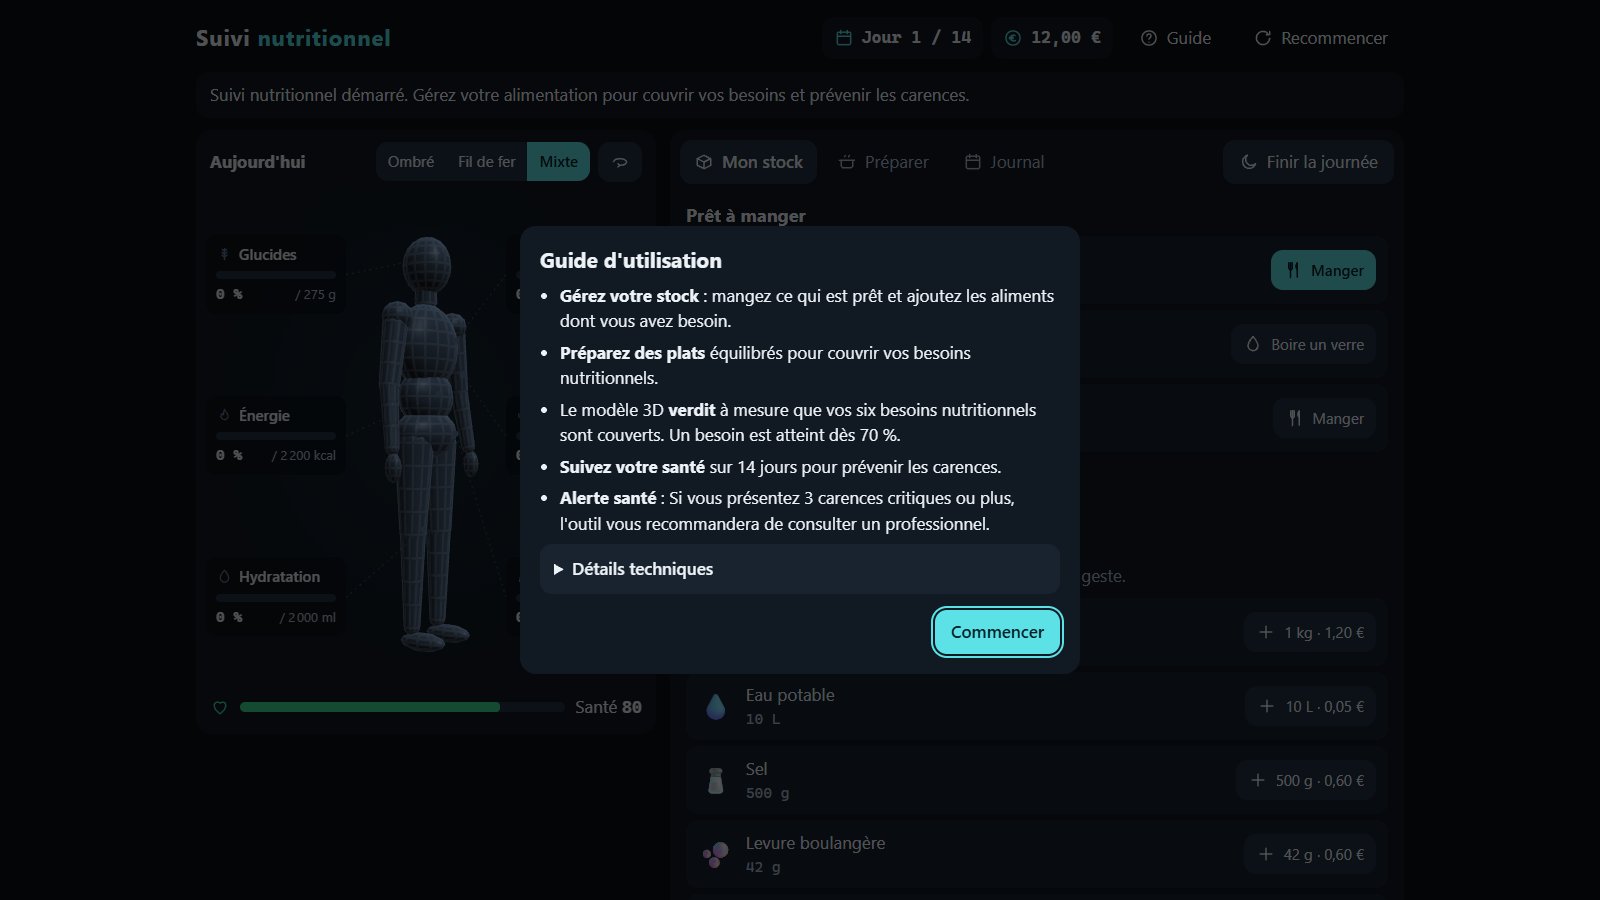 Suivi nutritionnel
Jour 1 / 14
12,00 €
Guide
Recommencer
Suivi nutritionnel démarré. Gérez votre alimentation pour couvrir vos besoins et prévenir les carences.
Aujourd'hui
Ombré
Fil de fer
Mixte
Mon stock
Préparer
Journal
Finir la journée
Prêt à manger
Glucides
0 %
/ 275 g
Énergie
0 %
/ 2 200 kcal
Hydratation
0 %
/ 2 000 ml
Santé 80
Manger
Boire un verre
Manger
Guide d'utilisation
• Gérez votre stock : mangez ce qui est prêt et ajoutez les aliments
dont vous avez besoin.
• Préparez des plats équilibrés pour couvrir vos besoins
nutritionnels.
• Le modèle 3D verdit à mesure que vos six besoins nutritionnels
sont couverts. Un besoin est atteint dès 70 %.
• Suivez votre santé sur 14 jours pour prévenir les carences.
• Alerte santé : Si vous présentez 3 carences critiques ou plus,
l'outil vous recommandera de consulter un professionnel.
Détails techniques
Commencer
geste.
1 kg · 1,20 €
Eau potable
10 L
10 L · 0,05 €
Sel
500 g
500 g · 0,60 €
Levure boulangère
42 g
42 g · 0,60 €